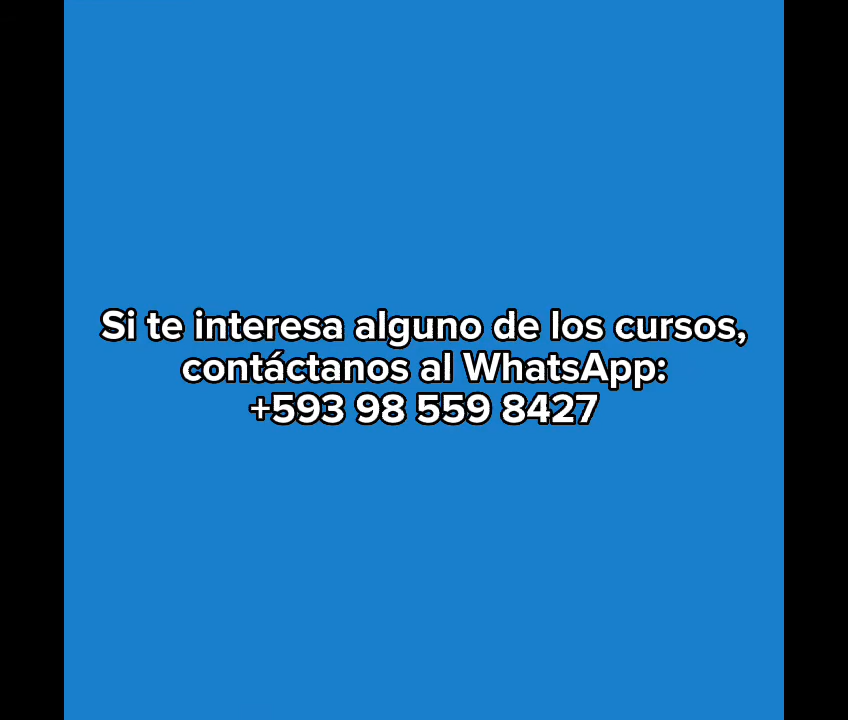 Si te interesa alguno de los cursos,
contáctanos al WhatsApp:
+593 98 559 8427